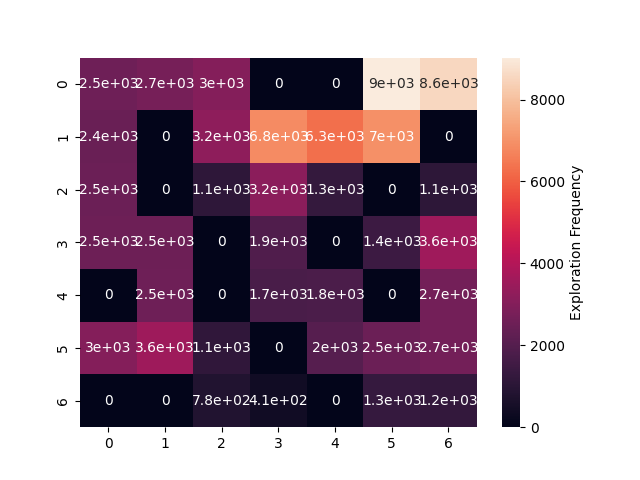 0 2.5e+03 2.7e+03 3e+03 0 0 9e+03 8.6e+03
1 2.4e+03 0 3.2e+03 6.8e+03 6.3e+03 7e+03 0
2 2.5e+03 0 1.1e+03 3.2e+03 1.3e+03 0 1.1e+03
3 2.5e+03 2.5e+03 0 1.9e+03 0 1.4e+03 3.6e+03
4 0 2.5e+03 0 1.7e+03 1.8e+03 0 2.7e+03
5 3e+03 3.6e+03 1.1e+03 0 2e+03 2.5e+03 2.7e+03
6 0 0 7.8e+02 4.1e+02 0 1.3e+03 1.2e+03
0 1 2 3 4 5 6
8000
6000
4000
2000
0
Exploration Frequency